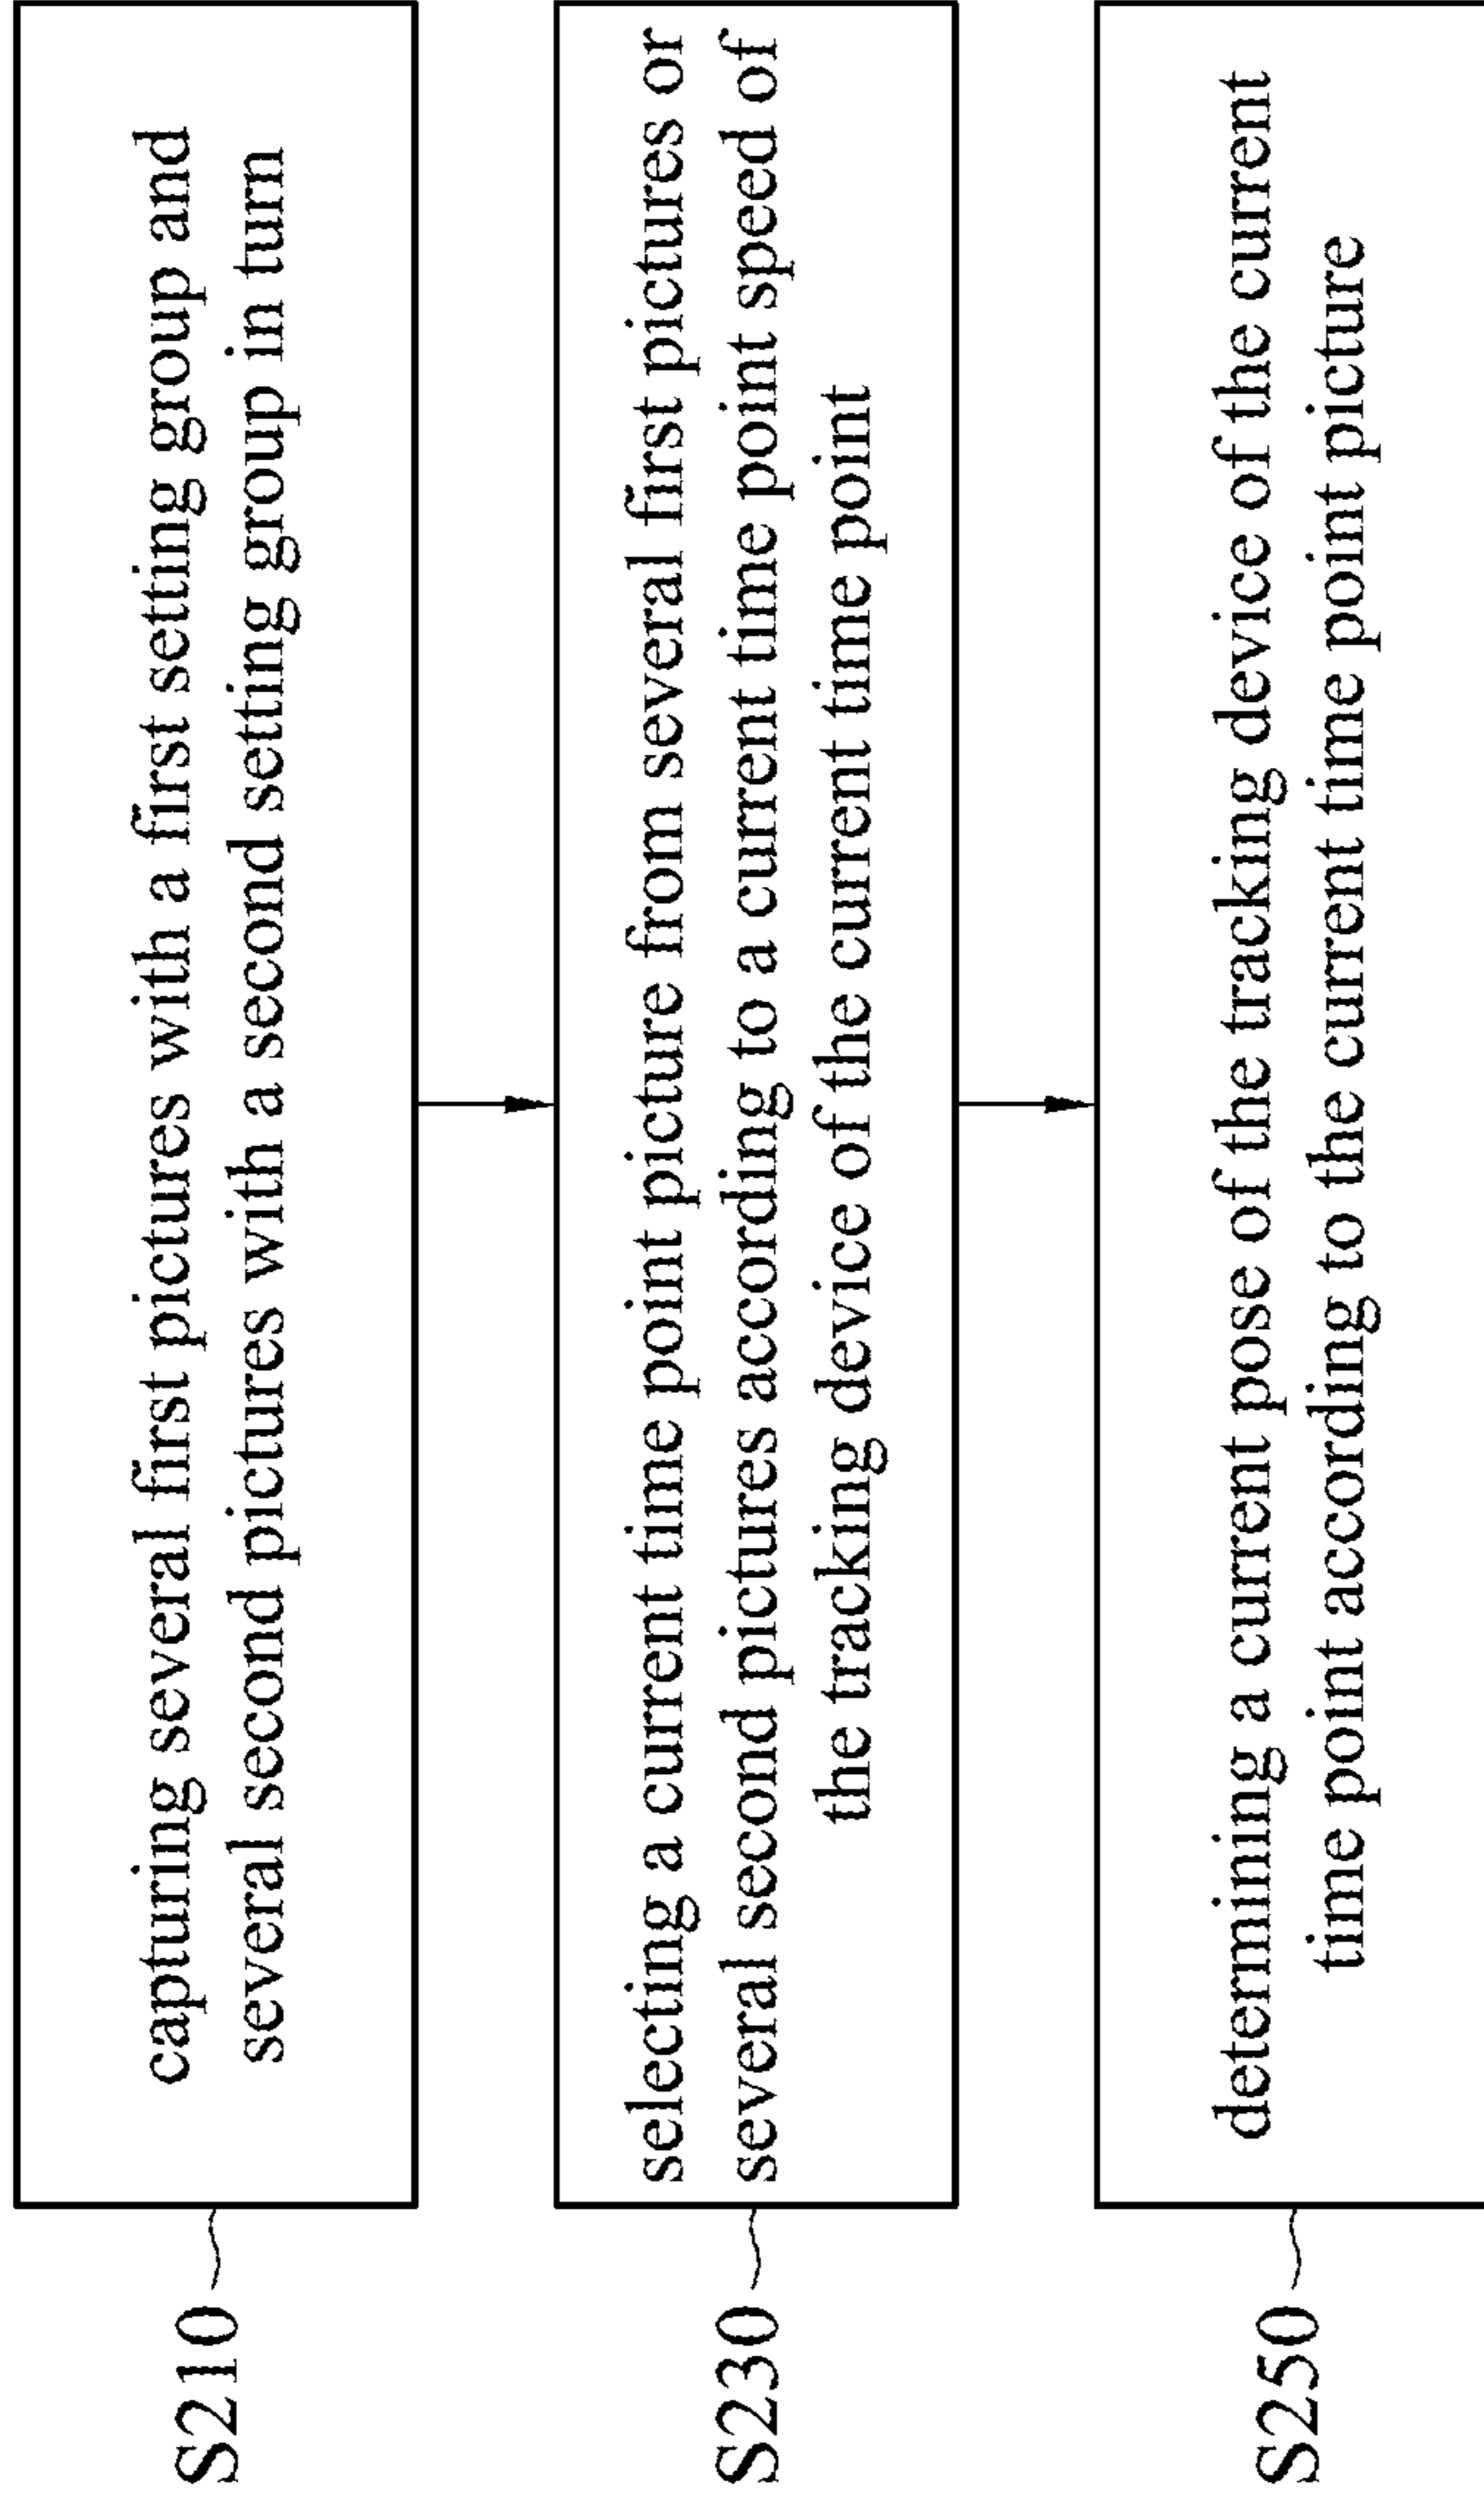 S210
capturing several first pictures with a first setting group and
several second pictures with a second setting group in turn
S230
selecting a current time point picture from several first pictures or
several second pictures according to a current time point speed of
the tracking device of the current time point
S250
determining a current pose of the tracking device of the current
time point according to the current time point picture